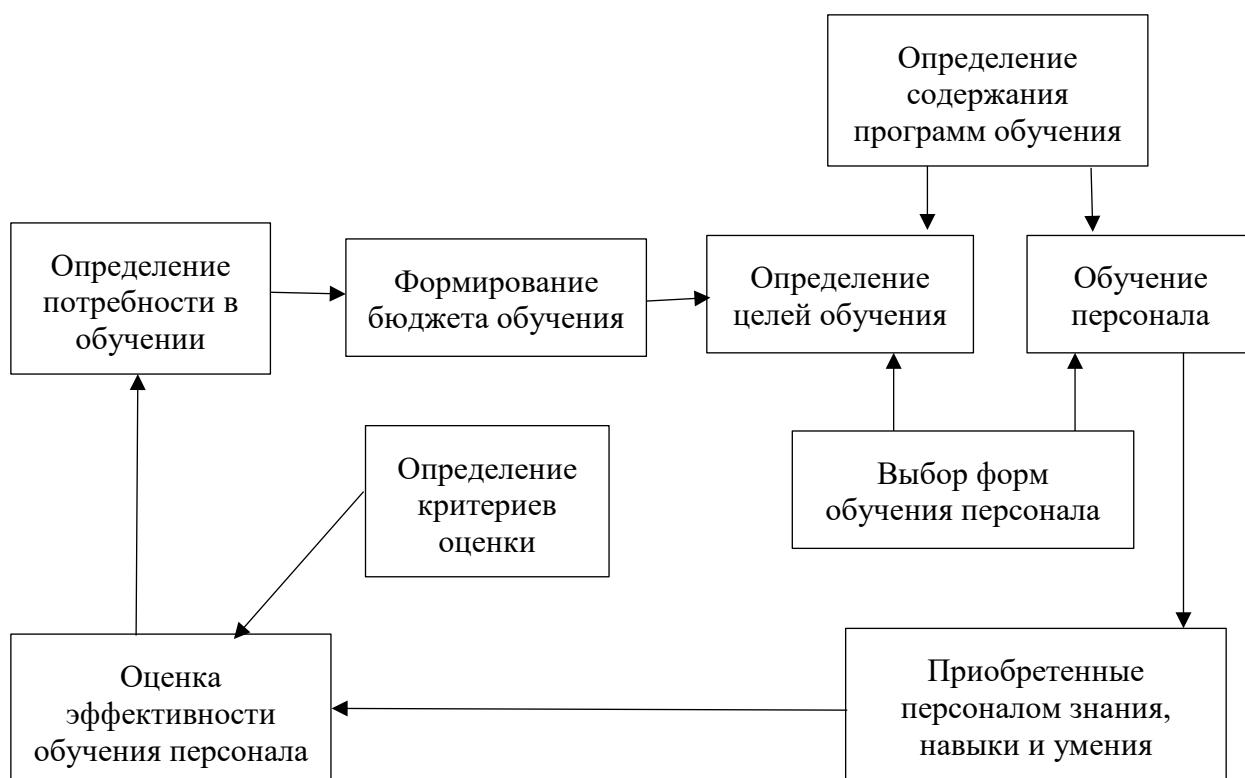 Определение
содержания
программ обучения
Определение
потребности в
обучении
Формирование
бюджета обучения
Определение
целей обучения
Обучение
персонала
Определение
критериев
оценки
Выбор форм
обучения персонала
Оценка
эффективности
обучения персонала
Приобретенные
персоналом знания,
навыки и умения